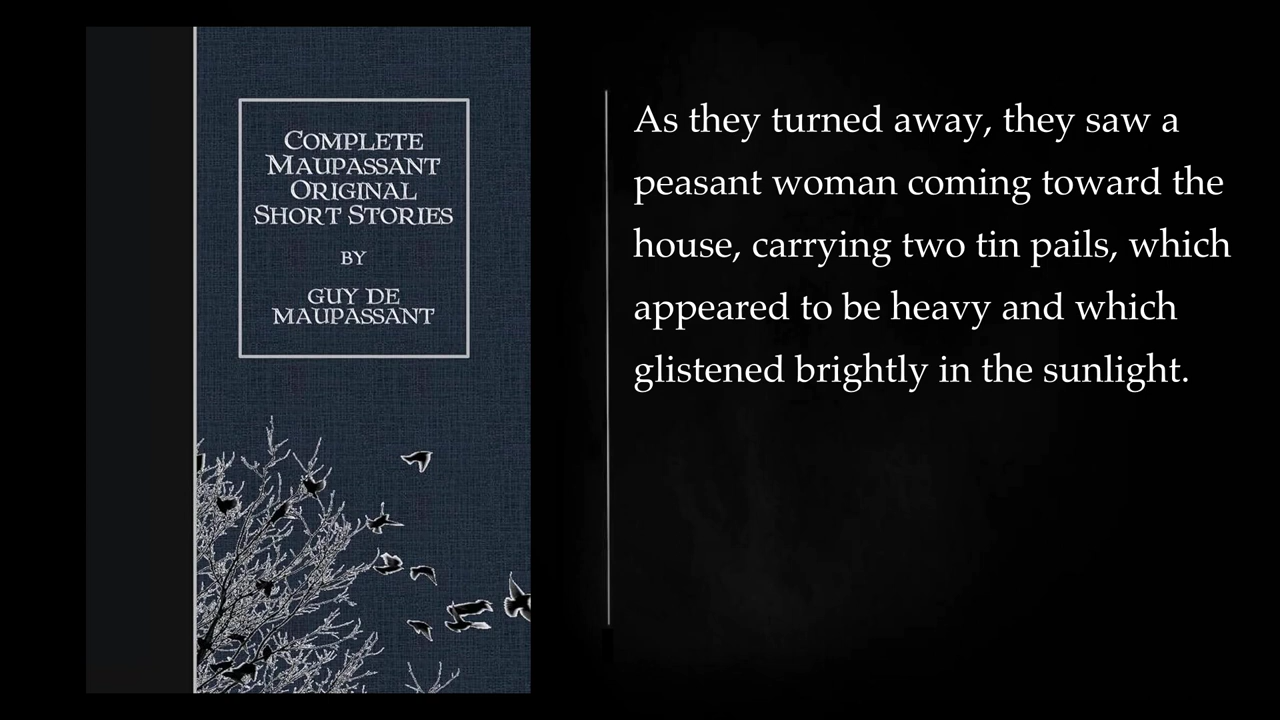 COMPLETE
MAUPASSANT
ORIGINAL
SHORT STORIES
BY
GUY DE
MAUPASSANT
As they turned away, they saw a
peasant woman coming toward the
house, carrying two tin pails, which
appeared to be heavy and which
glistened brightly in the sunlight.